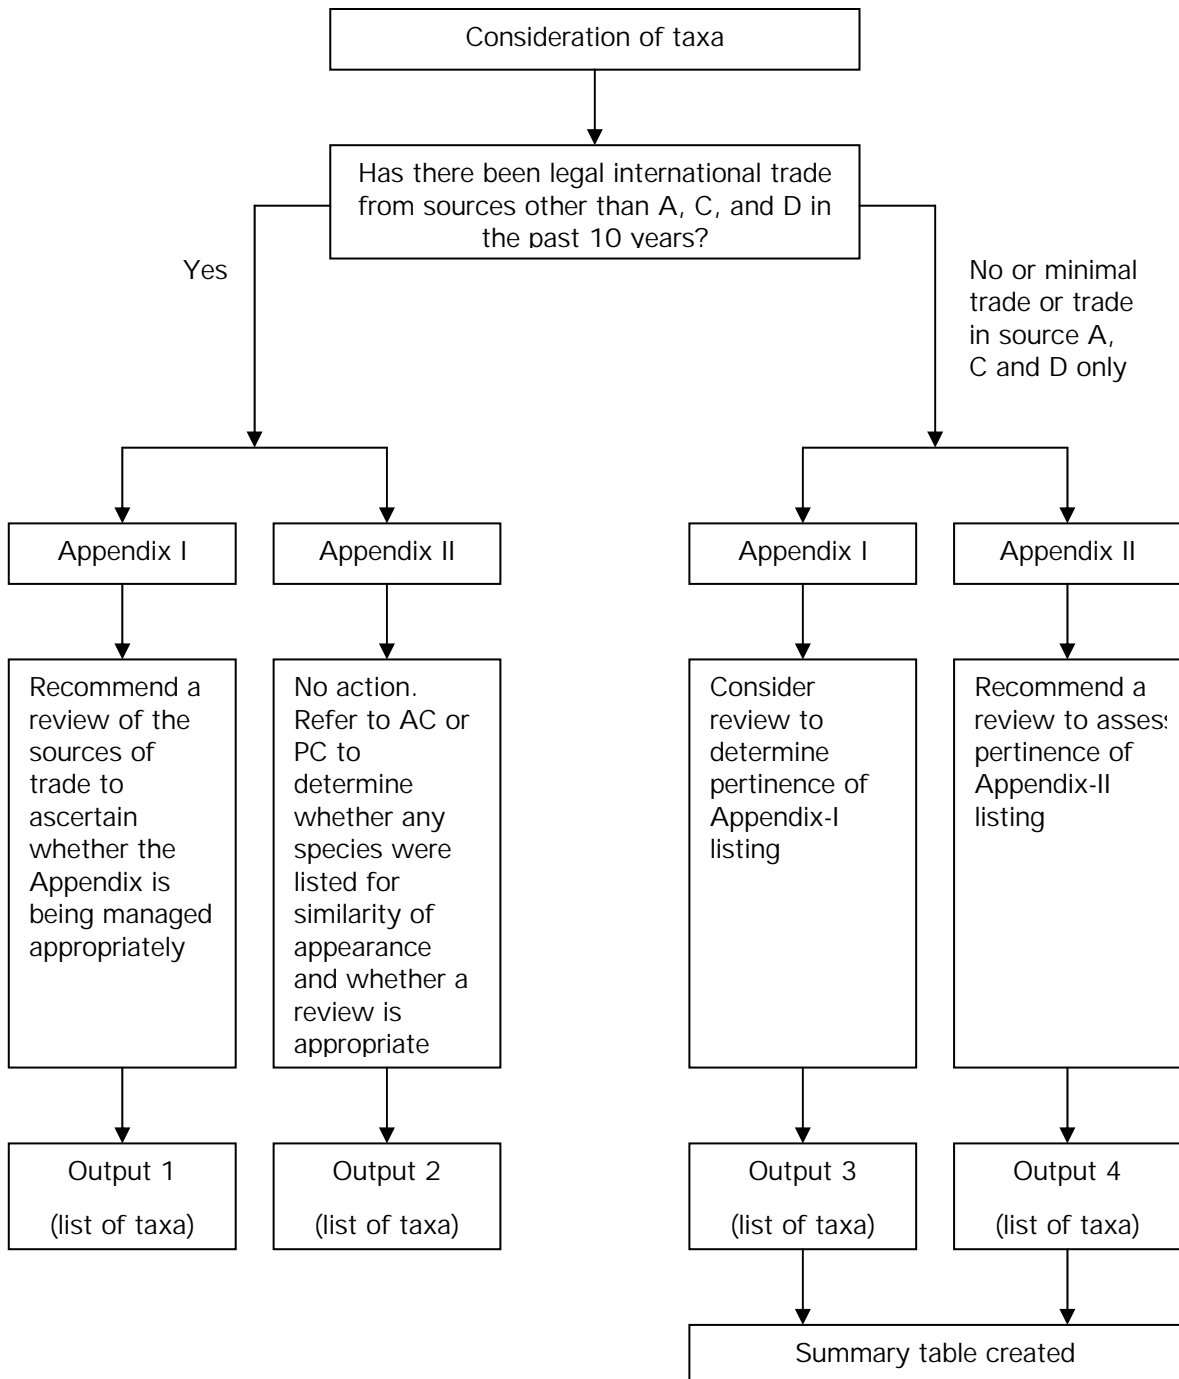 Consideration of taxa
Has there been legal international trade
from sources other than A, C, and D in
the past 10 years?
Yes
No or minimal
trade or trade
in source A,
C and D only
Appendix I
Appendix II
Appendix I
Appendix II
Recommend a
review of the
sources of
trade to
ascertain
whether the
Appendix is
being managed
appropriately
No action.
Refer to AC or
PC to
determine
whether any
species were
listed for
similarity of
appearance
and whether a
review is
appropriate
Consider
review to
determine
pertinence of
Appendix-I
listing
Recommend a
review to assess
pertinence of
Appendix-II
listing
Output 1
(list of taxa)
Output 2
(list of taxa)
Output 3
(list of taxa)
Output 4
(list of taxa)
Summary table created